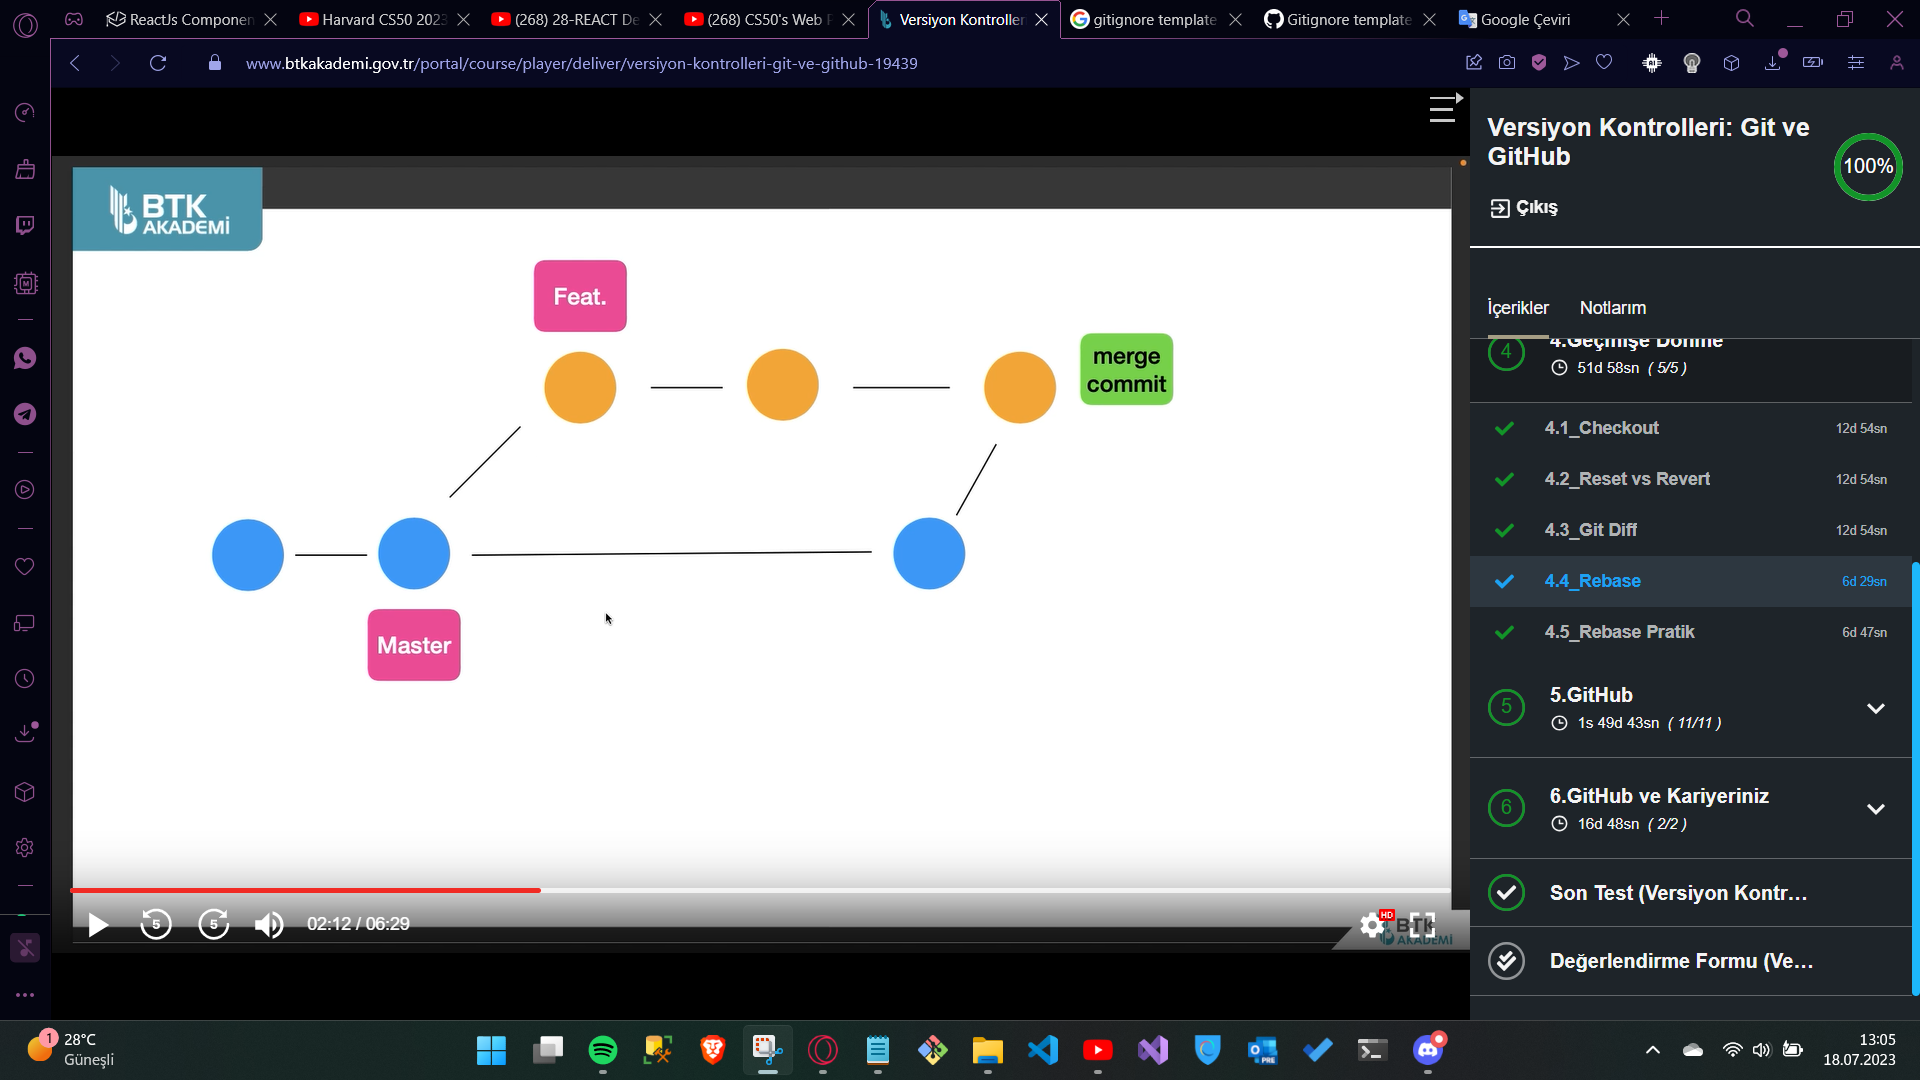 ReactJs Componen
Harvard CS50 2023
(268) 28-REACT De
(268) CS50's Web P
Versiyon Kontroller
gitignore template
Gitignore template
Google Çeviri
www.btkakademi.gov.tr/portal/course/player/deliver/versiyon-kontrolleri-git-ve-github-19439
BTK
AKADEMİ
Feat.
merge
commit
Master
5
5
02:12 / 06:29
HD
BTK
AKADEMİ
Versiyon Kontrolleri: Git ve
GitHub
100%
Çıkış
İçerikler
Notlarım
4
4.Geçmişe Dönme
51d 58sn ( 5/5 )
4.1_Checkout
12d 54sn
4.2_Reset vs Revert
12d 54sn
4.3_Git Diff
12d 54sn
4.4_Rebase
6d 29sn
4.5_Rebase Pratik
6d 47sn
5
5.GitHub
1s 49d 43sn ( 11/11 )
6
6.GitHub ve Kariyeriniz
16d 48sn ( 2/2 )
Son Test (Versiyon Kontr...
Değerlendirme Formu (Ve...
1
28°C
Güneşli
PRE
13:05
18.07.2023